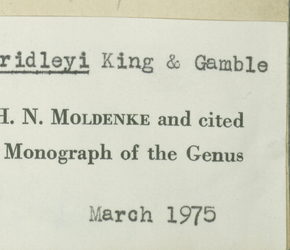 ridleyi King & Gamble
H. N. MOLDENKE and cited
Monograph of the Genus
March 1975